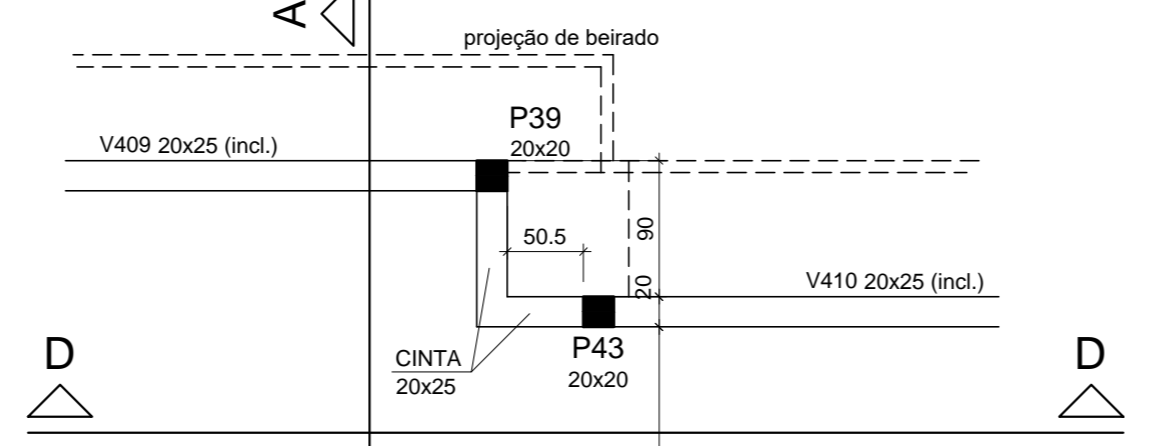 A
projeção de beirado
P39
20x20
V409 20x25 (incl.)
50.5
90
20
V410 20x25 (incl.)
CINTA
20x25
P43
20x20
D
D